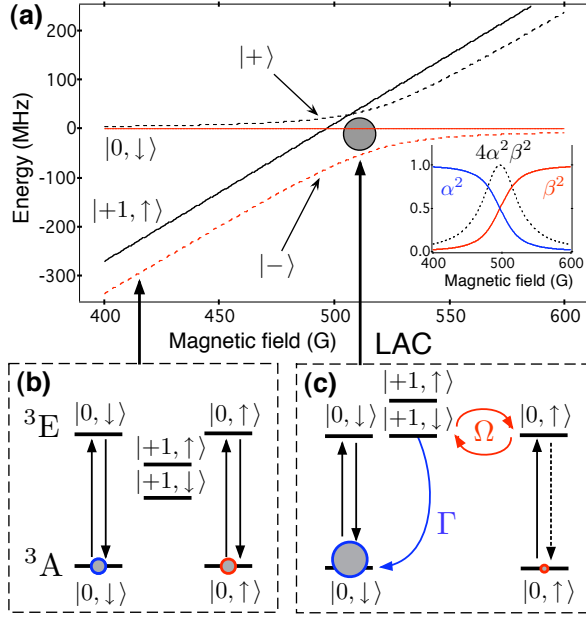 (a)
Energy (MHz)
200
100
0
-100
-200
-300
|+⟩
|0,↓⟩
|+1,↑⟩
|−⟩
1.0
0.5
0.0
α²
4α²β²
β²
400 500 600
Magnetic field (G)
400 450 500 550 600
Magnetic field (G)
LAC
(b)
³E
³A
|0,↓⟩
|+1,↑⟩
|+1,↓⟩
|0,↑⟩
|0,↓⟩
|0,↑⟩
(c)
|+1,↑⟩
|0,↓⟩
|+1,↓⟩
Ω
|0,↑⟩
Γ
|0,↓⟩
|0,↑⟩